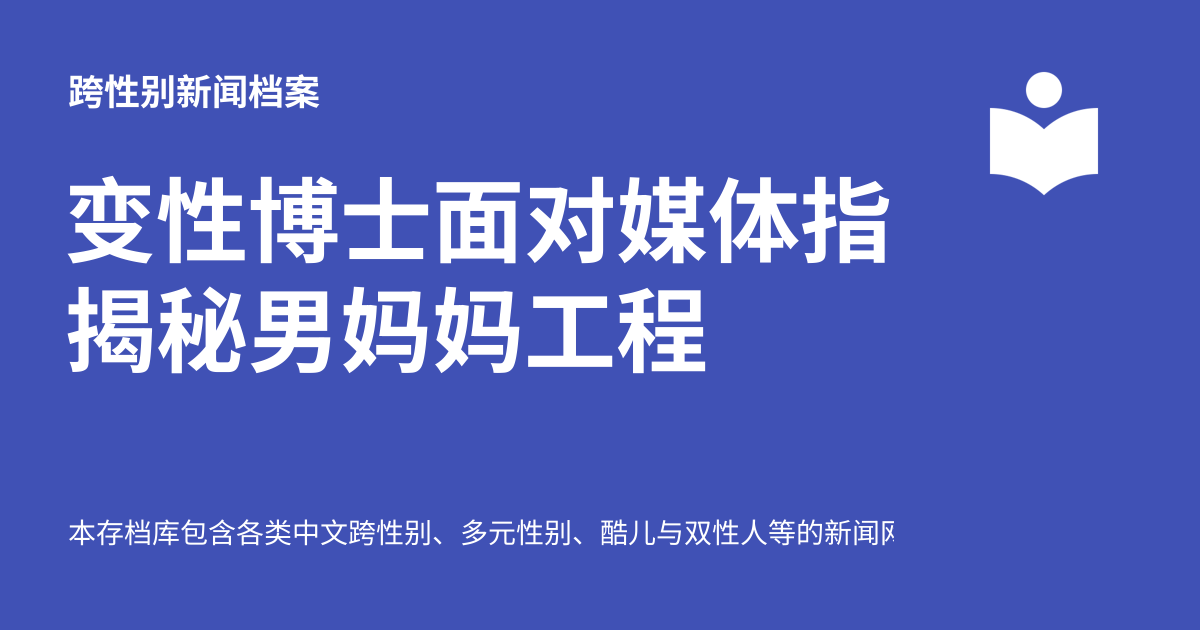 跨性别新闻档案
变性博士面对媒体指
揭秘男妈妈工程
本存档库包含各类中文跨性别、多元性别、酷儿与双性人等的新闻